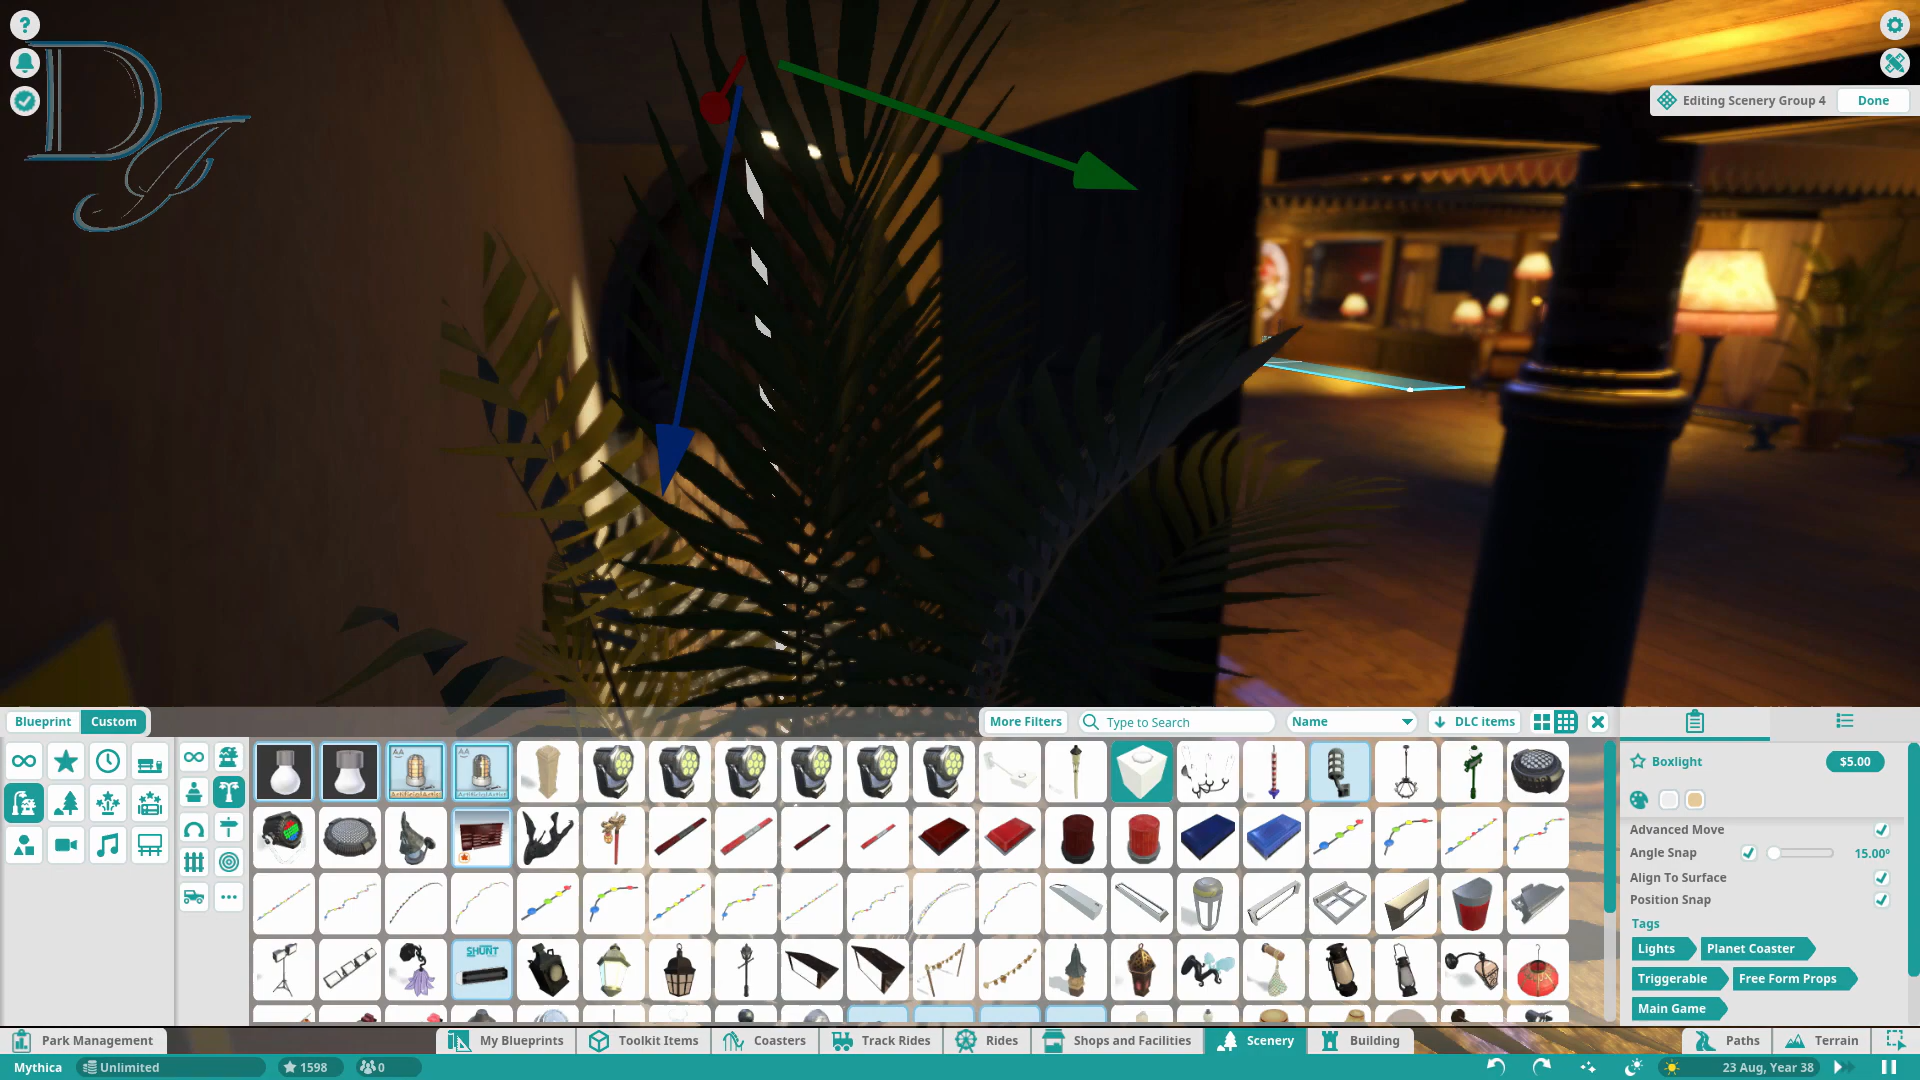 ?
DJ
Editing Scenery Group 4
Done
Blueprint
Custom
More Filters
Type to Search
Name
DLC items
Boxlight
$5.00
Advanced Move
Angle Snap
15.00°
Align To Surface
Position Snap
Tags
Lights
Planet Coaster
Triggerable
Free Form Props
Main Game
AA
AA
SHUNT
Park Management
My Blueprints
Toolkit Items
Coasters
Track Rides
Rides
Shops and Facilities
Scenery
Building
Paths
Terrain
Mythica
Unlimited
1598
0
23 Aug, Year 38